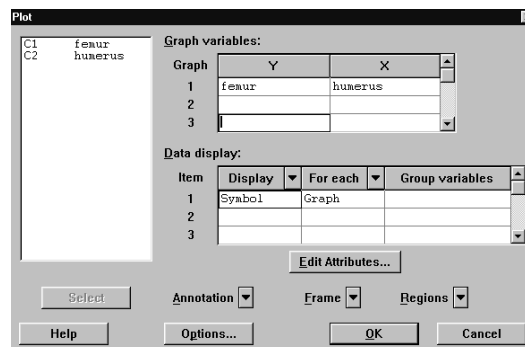 Plot
C1 femur
C2 humerus
Graph variables:
Graph Y X
1 femur humerus
2
3
Data display:
Item Display For each Group variables
1 Symbol Graph
2
3
Edit Attributes...
Select Annotation Frame Regions
Help Options... OK Cancel